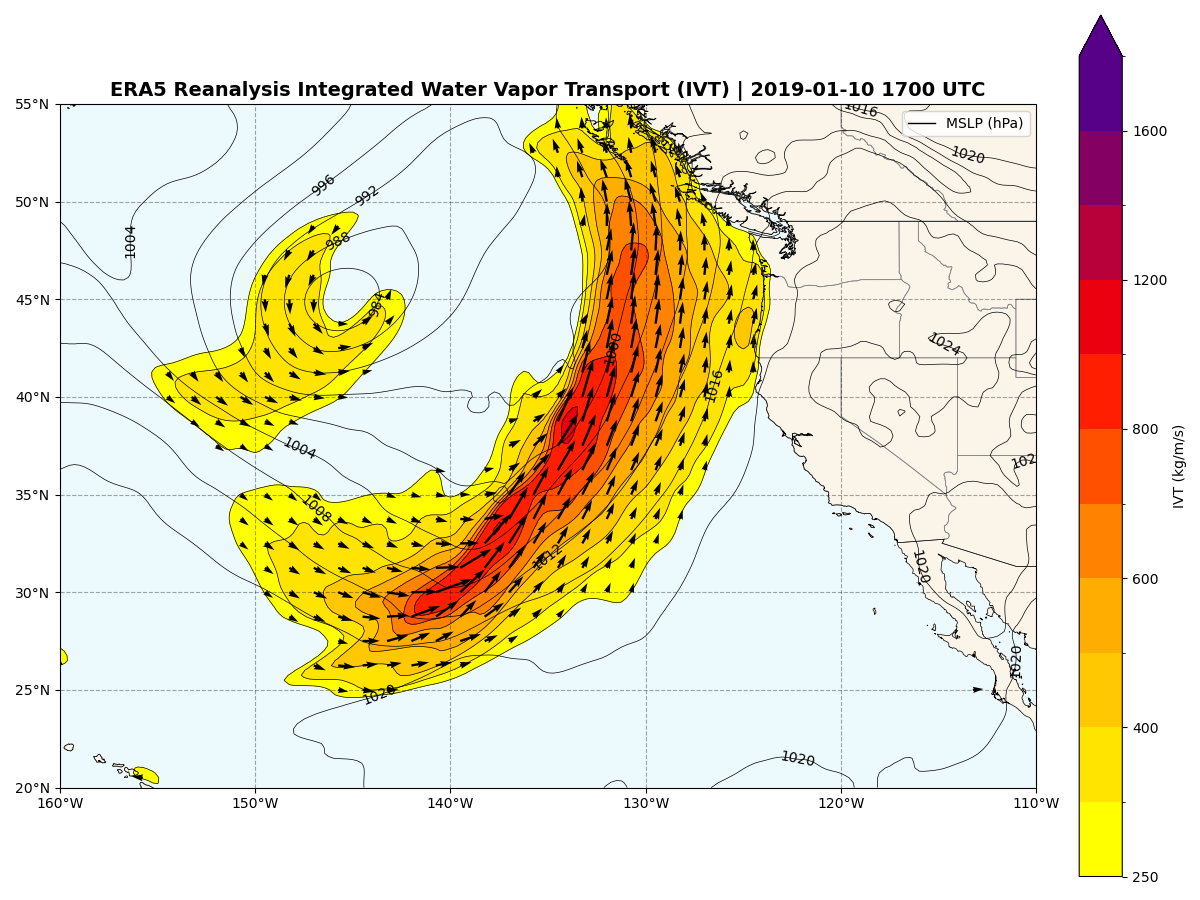 ERA5 Reanalysis Integrated Water Vapor Transport (IVT) | 2019-01-10 1700 UTC
55°N
50°N
45°N
40°N
35°N
30°N
25°N
20°N
160°W
150°W
140°W
130°W
120°W
110°W
MSLP (hPa)
1016
1020
996
992
1004
988
984
1000
1024
1016
1004
1008
1012
1020
1020
1020
1020
1600
1200
800
600
400
250
IVT (kg/m/s)